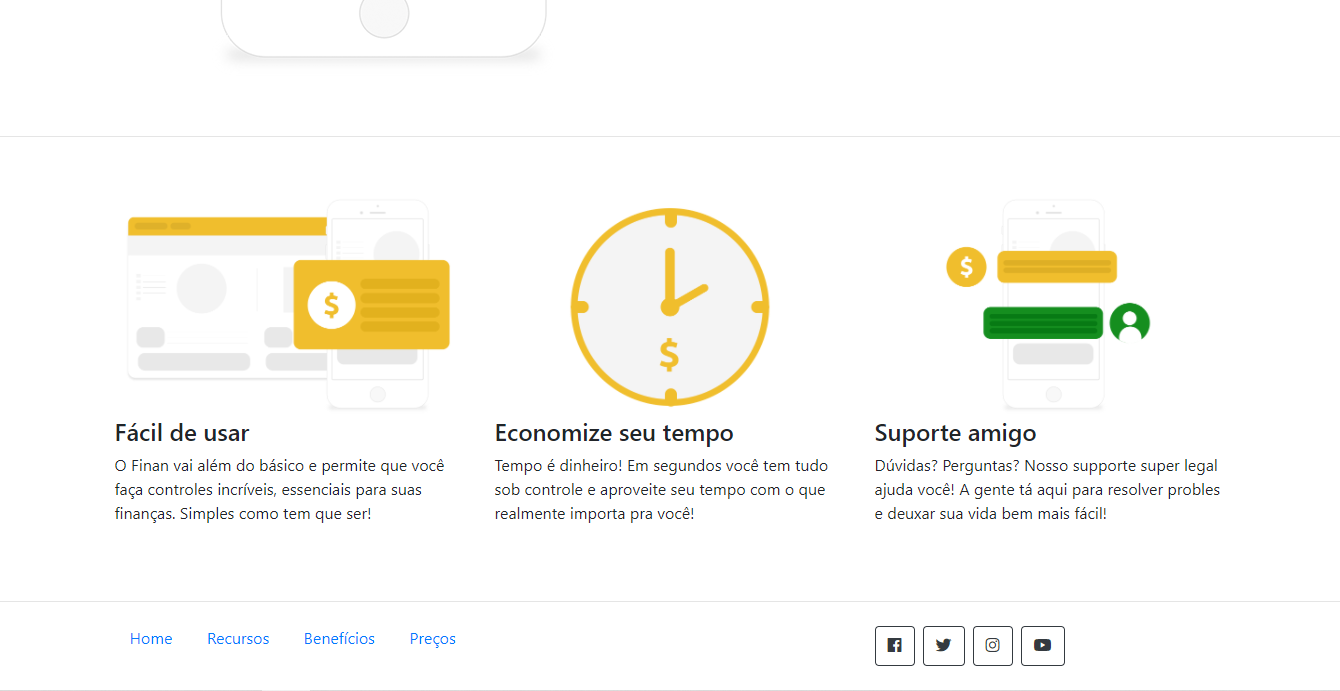 $
$
$
Fácil de usar
O Finan vai além do básico e permite que você
faça controles incríveis, essenciais para suas
finanças. Simples como tem que ser!
Economize seu tempo
Tempo é dinheiro! Em segundos você tem tudo
sob controle e aproveite seu tempo com o que
realmente importa pra você!
Suporte amigo
Dúvidas? Perguntas? Nosso supporte super legal
ajuda você! A gente tá aqui para resolver probles
e deuxar sua vida bem mais fácil!
Home Recursos Benefícios Preços